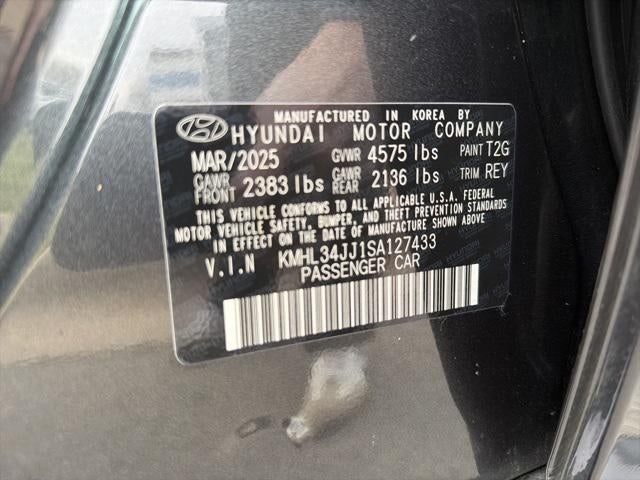 MANUFACTURED IN KOREA BY
HYUNDAI MOTOR COMPANY
MAR/2025 GVWR 4575 lbs PAINT T2G
GAWR FRONT 2383 lbs GAWR REAR 2136 lbs TRIM REY
THIS VEHICLE CONFORMS TO ALL APPLICABLE U.S.A. FEDERAL
MOTOR VEHICLE SAFETY, BUMPER, AND THEFT PREVENTION STANDARDS
IN EFFECT ON THE DATE OF MANUFACTURE SHOWN ABOVE
V.I.N KMHL34JJ1SA127433
PASSENGER CAR